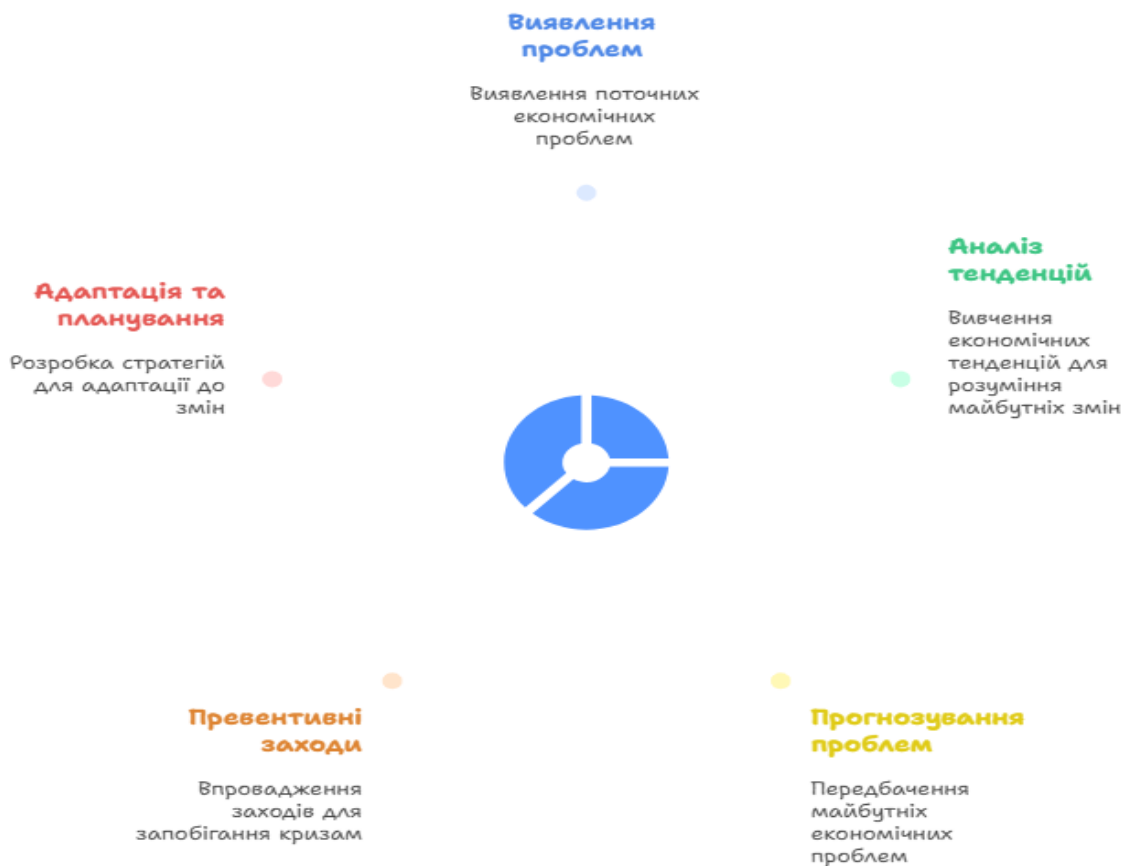 Виявлення
проблем
Виявлення поточних
економічних
проблем
Аналіз
тенденцій
Вивчення
економічних
тенденцій для
розуміння
майбутніх змін
Прогнозування
проблем
Передбачення
майбутніх
економічних
проблем
Превентивні
заходи
Впровадження
заходів для
запобігання кризам
Адаптація та
планування
Розробка стратегій
для адаптації до
змін